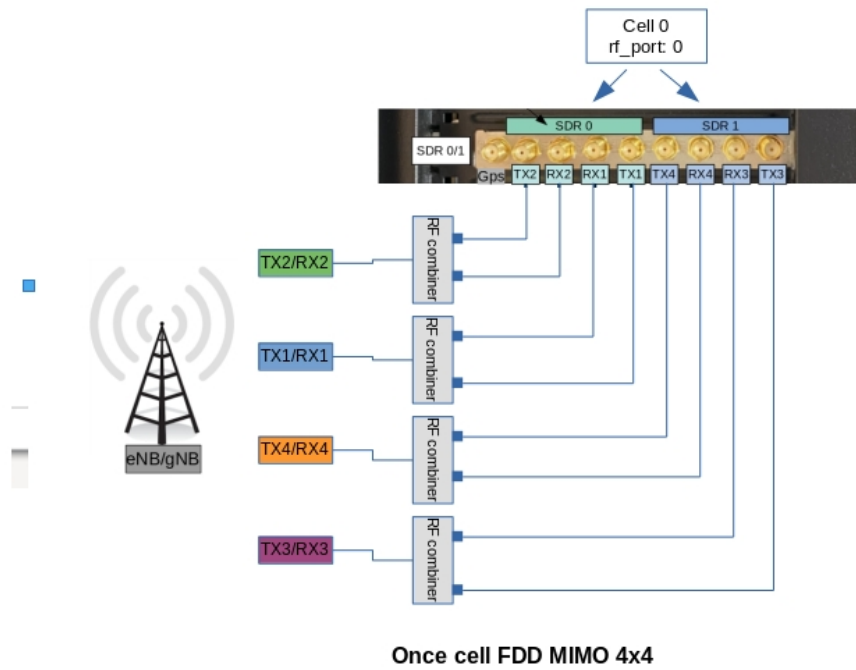 Cell 0
rf_port: 0
SDR 0
SDR 1
SDR 0/1
Gps
TX2
RX2
RX1
TX1
TX4
RX4
RX3
TX3
RF combiner
TX2/RX2
RF combiner
TX1/RX1
RF combiner
TX4/RX4
eNB/gNB
RF combiner
TX3/RX3
Once cell FDD MIMO 4x4